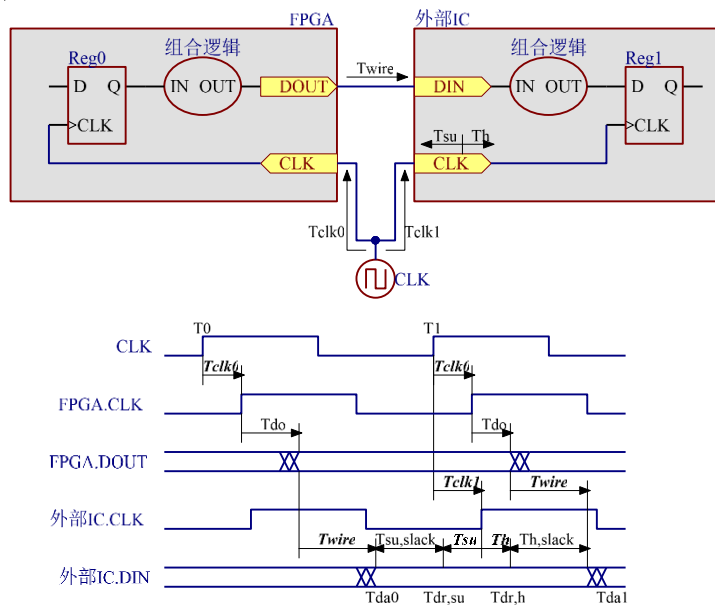 FPGA 外部IC
组合逻辑 组合逻辑
Reg0 Reg1
Twire
D Q IN OUT DOUT DIN IN OUT D Q
CLK Tsu Th CLK
CLK CLK
Tclk0 Tclk1
CLK
T0 T1
CLK
Tclk0 Tclk0
FPGA.CLK
Tdo Tdo
FPGA.DOUT
Tclk1 Twire
外部IC.CLK
Twire Tsu,slack Tsu Th Th,slack
外部IC.DIN
Tda0 Tdr,su Tdr,h Tda1